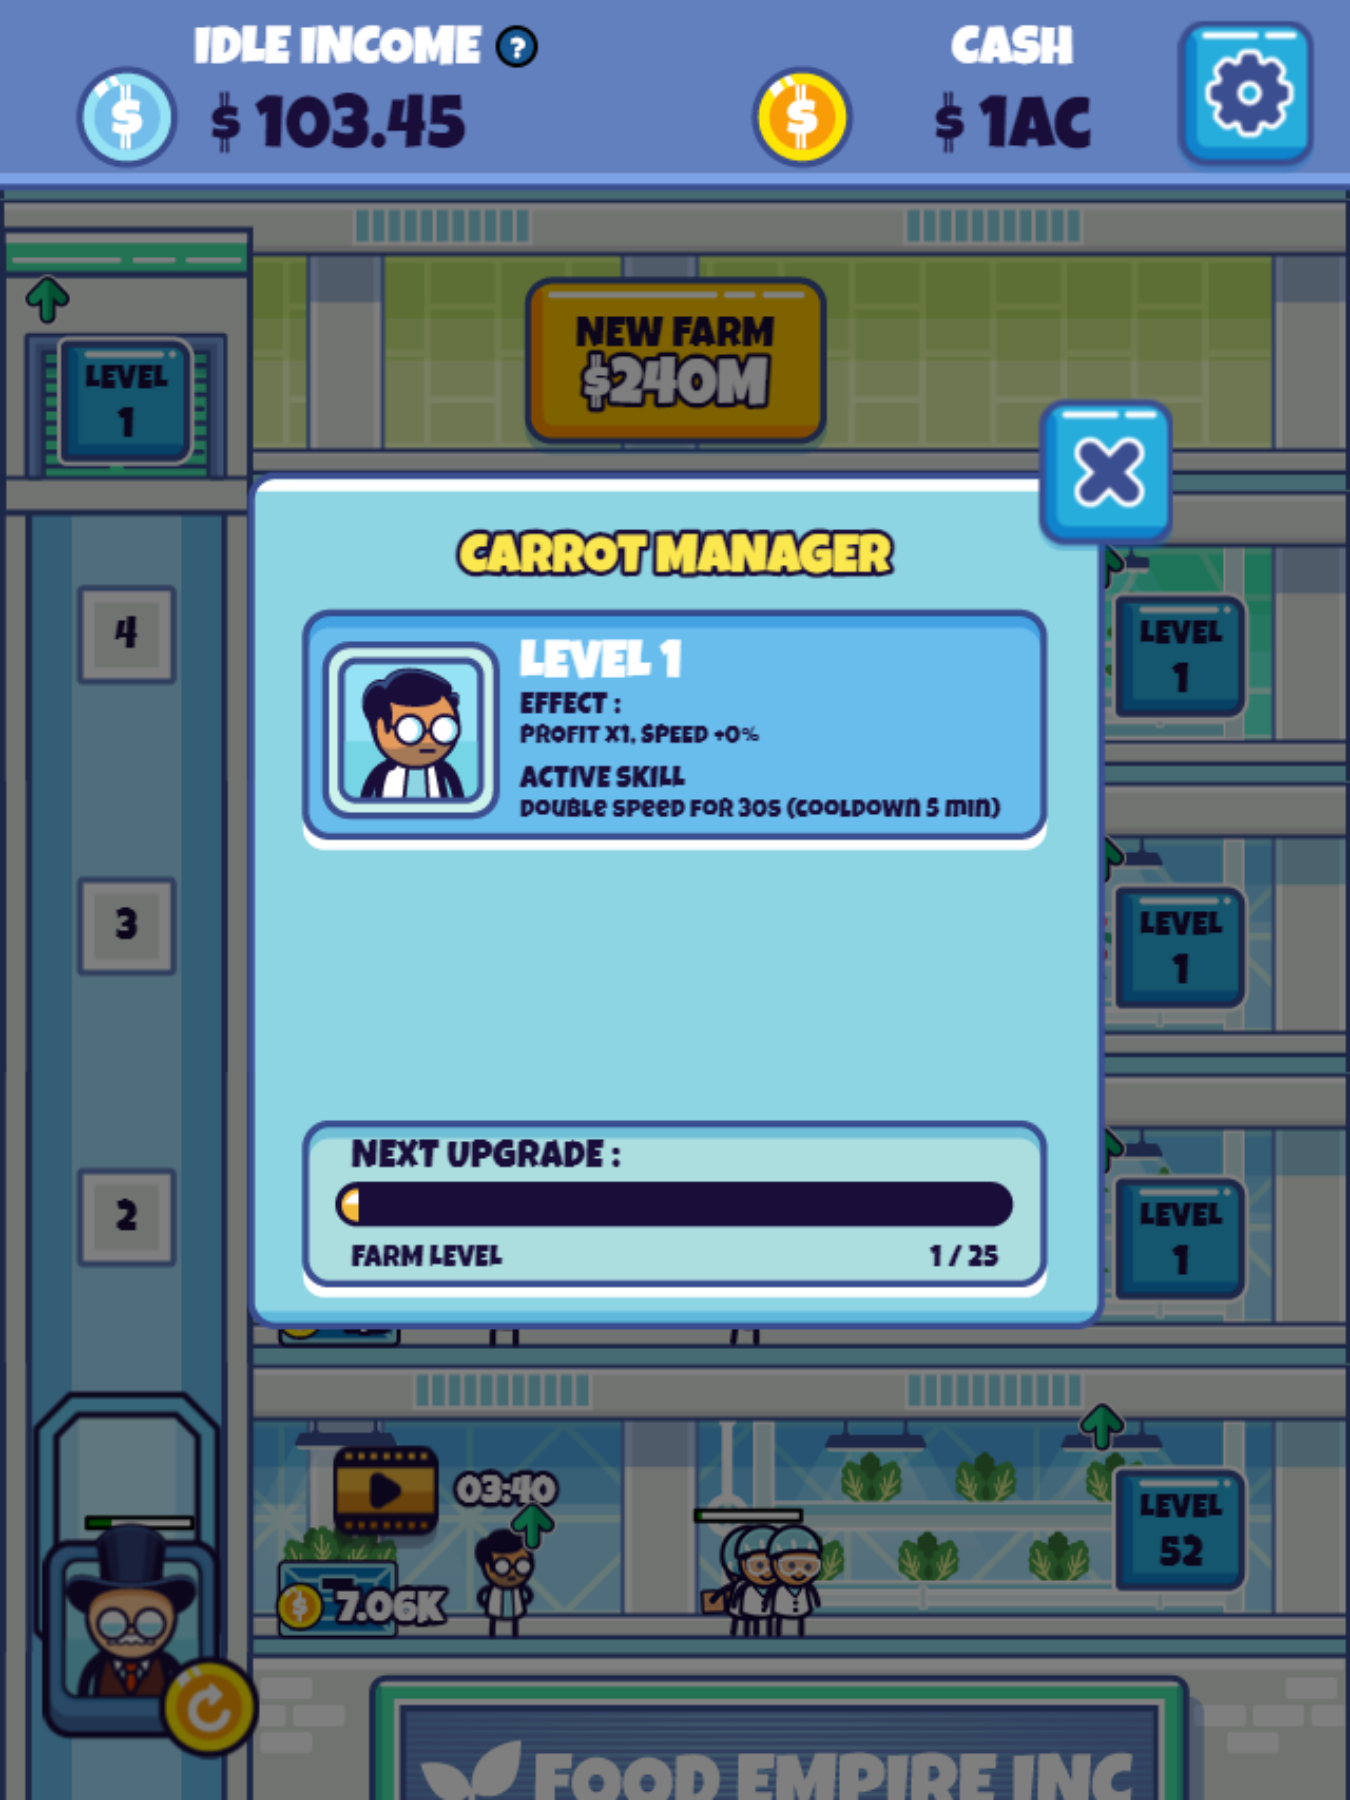 IDLE INCOME ?
$ 103.45
CASH
$ 1AC
NEW FARM
$240M
LEVEL
1
CARROT MANAGER
LEVEL 1
EFFECT :
PROFIT X1, SPEED +0%
ACTIVE SKILL
DOUBLE SPEED FOR 30S (COOLDOWN 5 MIN)
4
LEVEL
1
3
LEVEL
1
NEXT UPGRADE :
FARM LEVEL 1 / 25
2
LEVEL
1
03:40
7.06K
LEVEL
52
FOOD EMPIRE INC